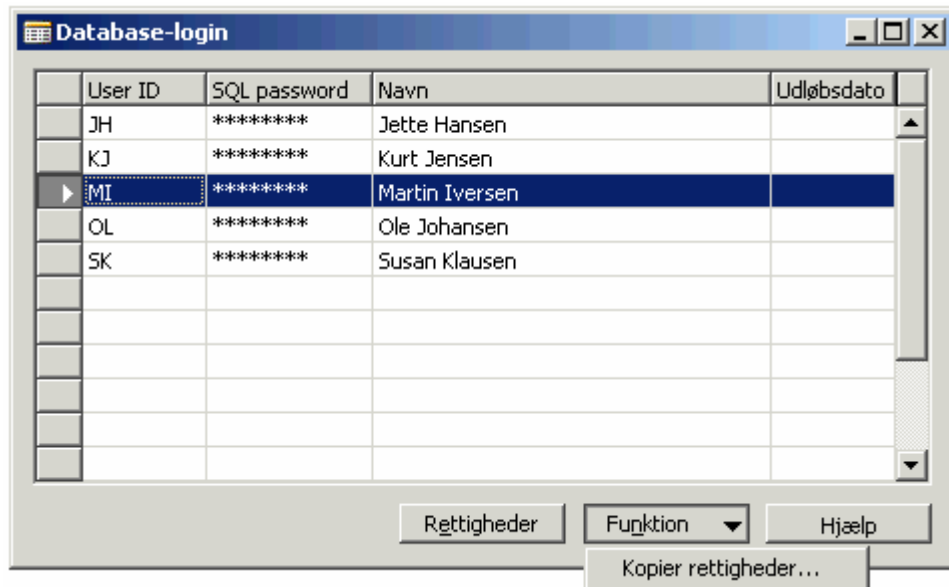 Database-login
User ID SQL password Navn Udløbsdato
JH ******** Jette Hansen
KJ ******** Kurt Jensen
MI ******** Martin Iversen
OL ******** Ole Johansen
SK ******** Susan Klausen
Rettigheder Funktion Hjælp
Kopier rettigheder...